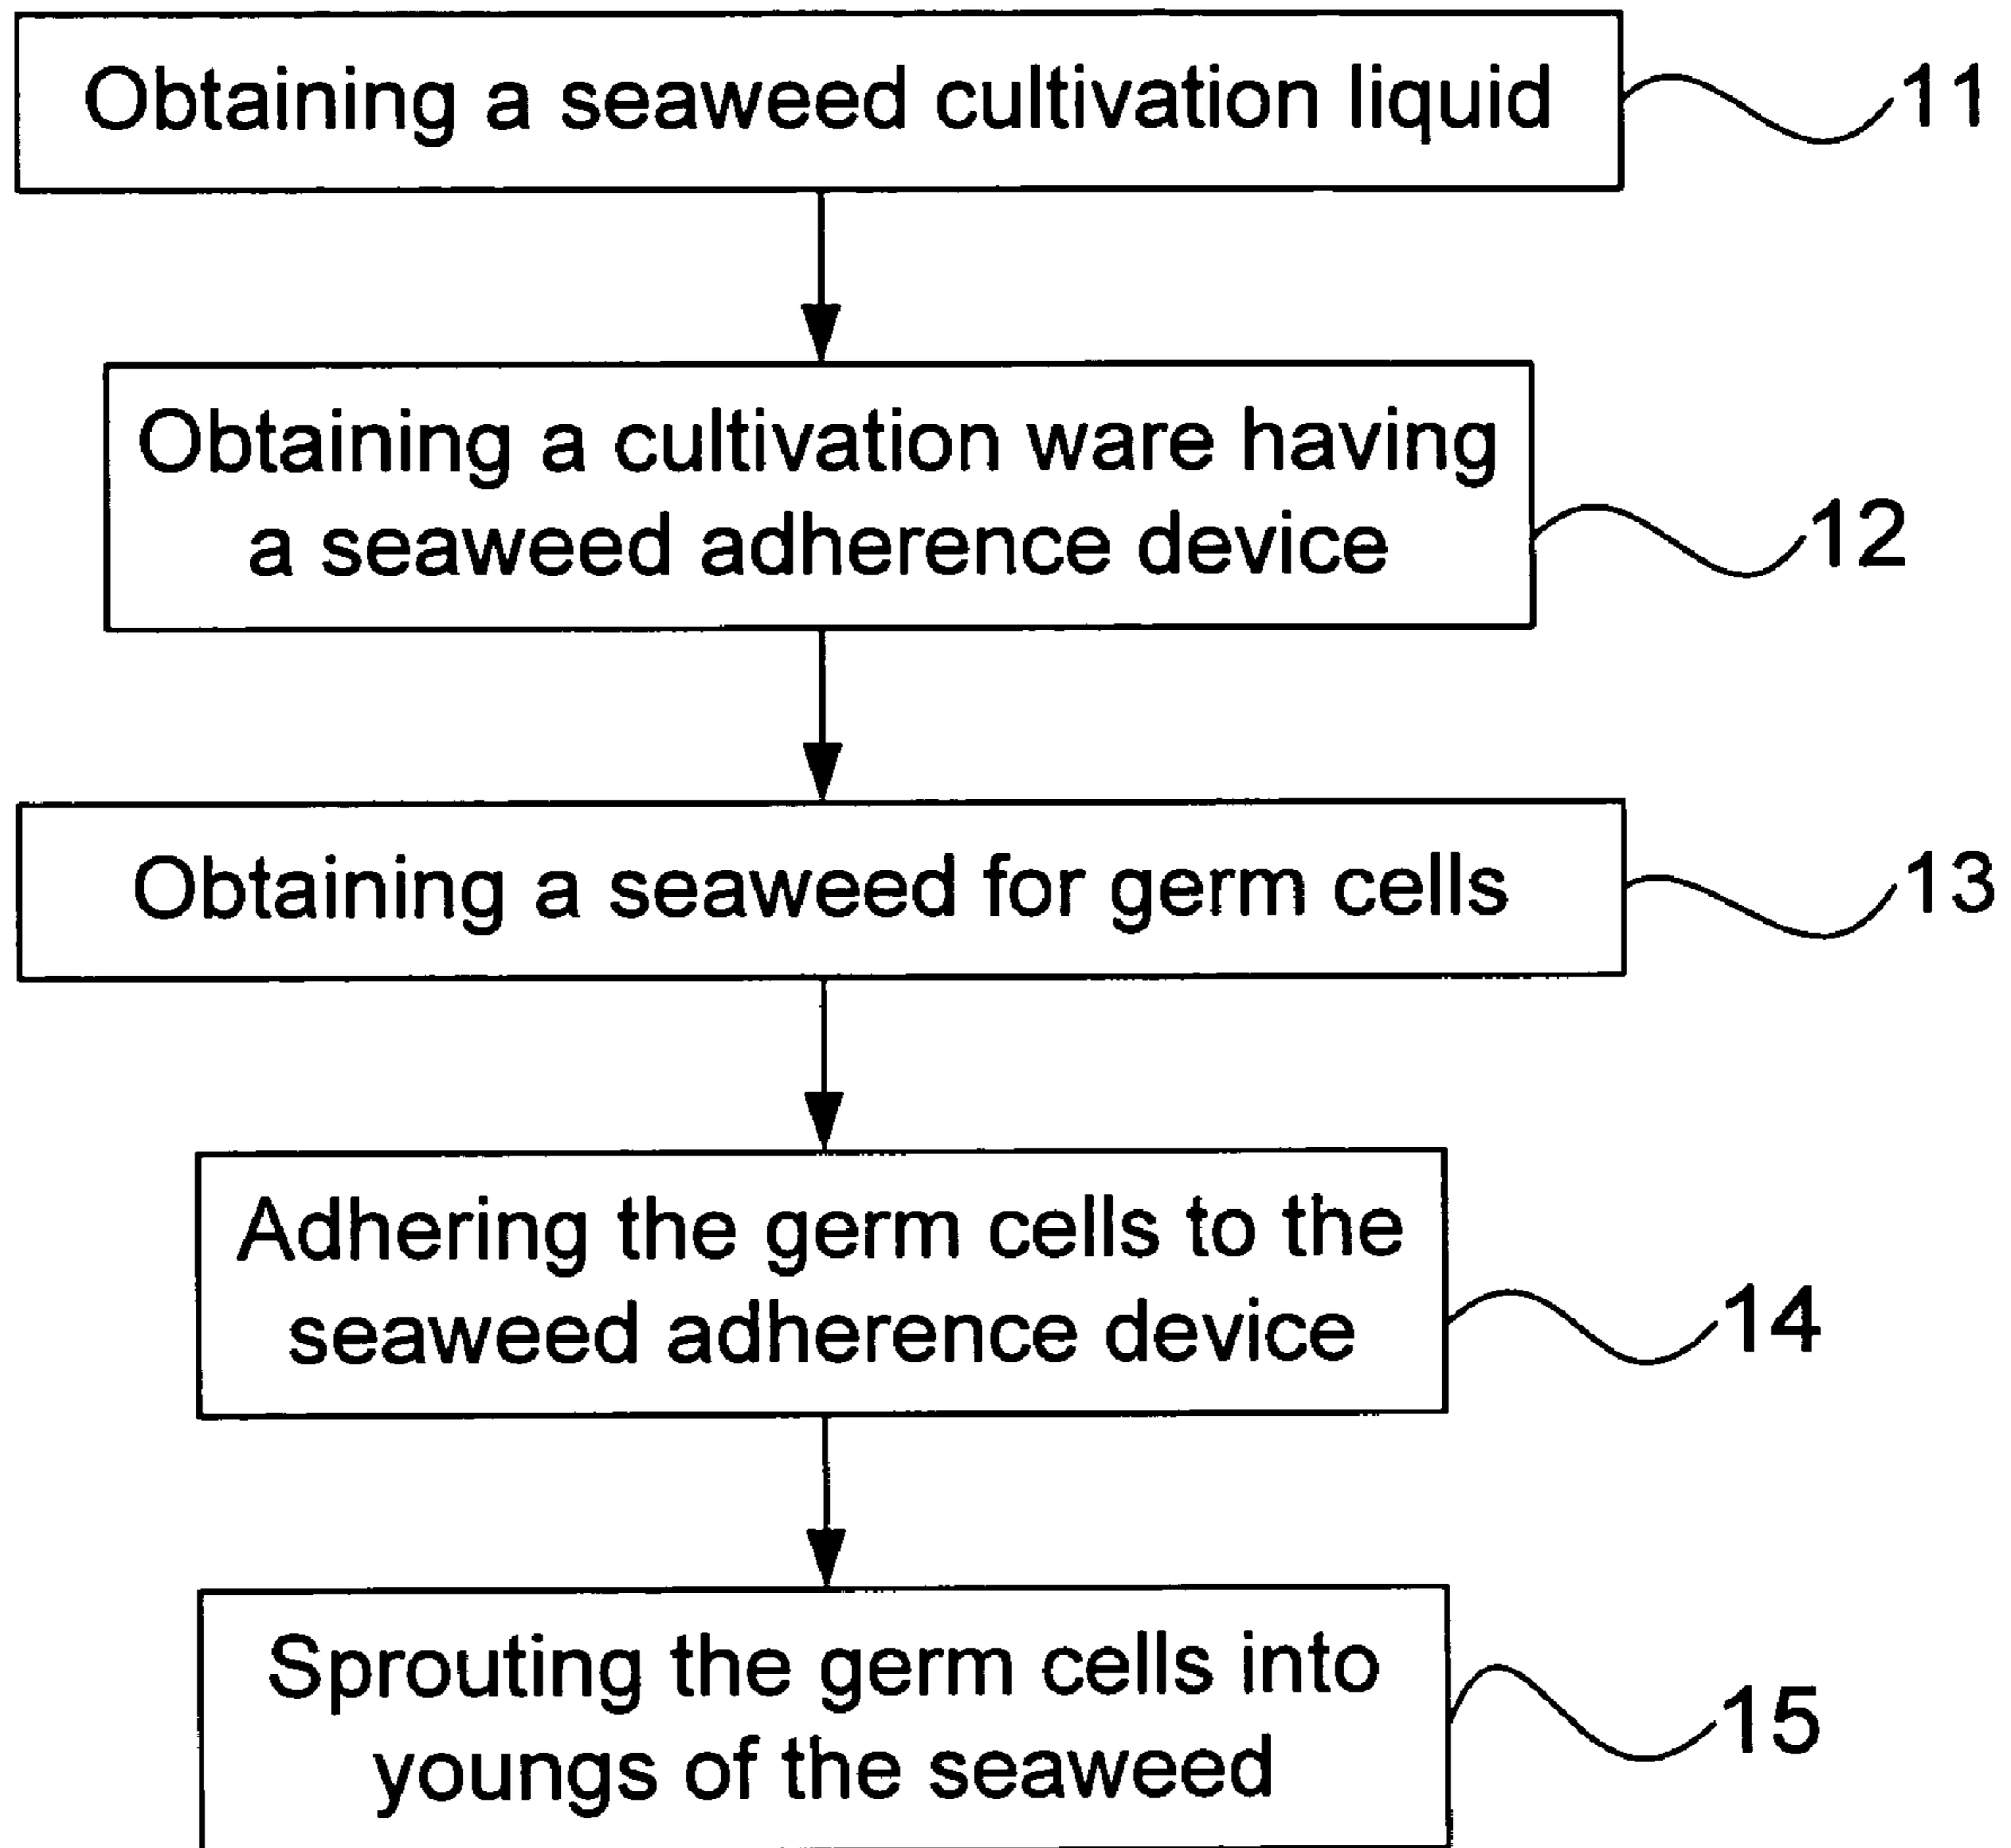 Obtaining a seaweed cultivation liquid
11
Obtaining a cultivation ware having
a seaweed adherence device
12
Obtaining a seaweed for germ cells
13
Adhering the germ cells to the
seaweed adherence device
14
Sprouting the germ cells into
youngs of the seaweed
15